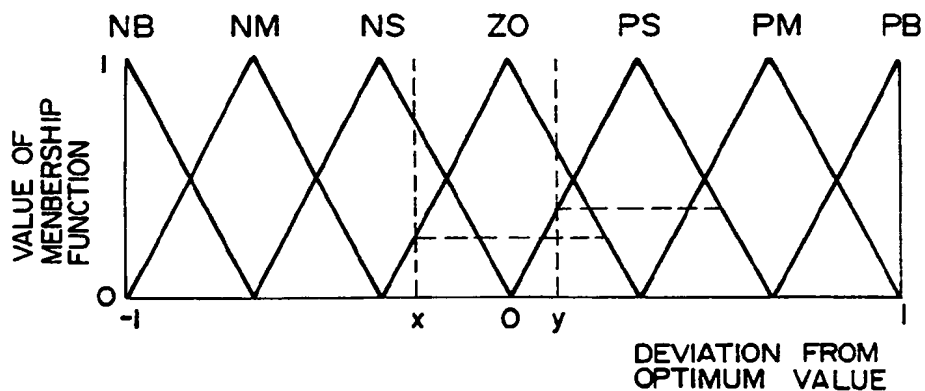 NB NM NS ZO PS PM PB
1
VALUE OF
MENBERSHIP
FUNCTION
0
-1 x 0 y 1
DEVIATION FROM
OPTIMUM VALUE